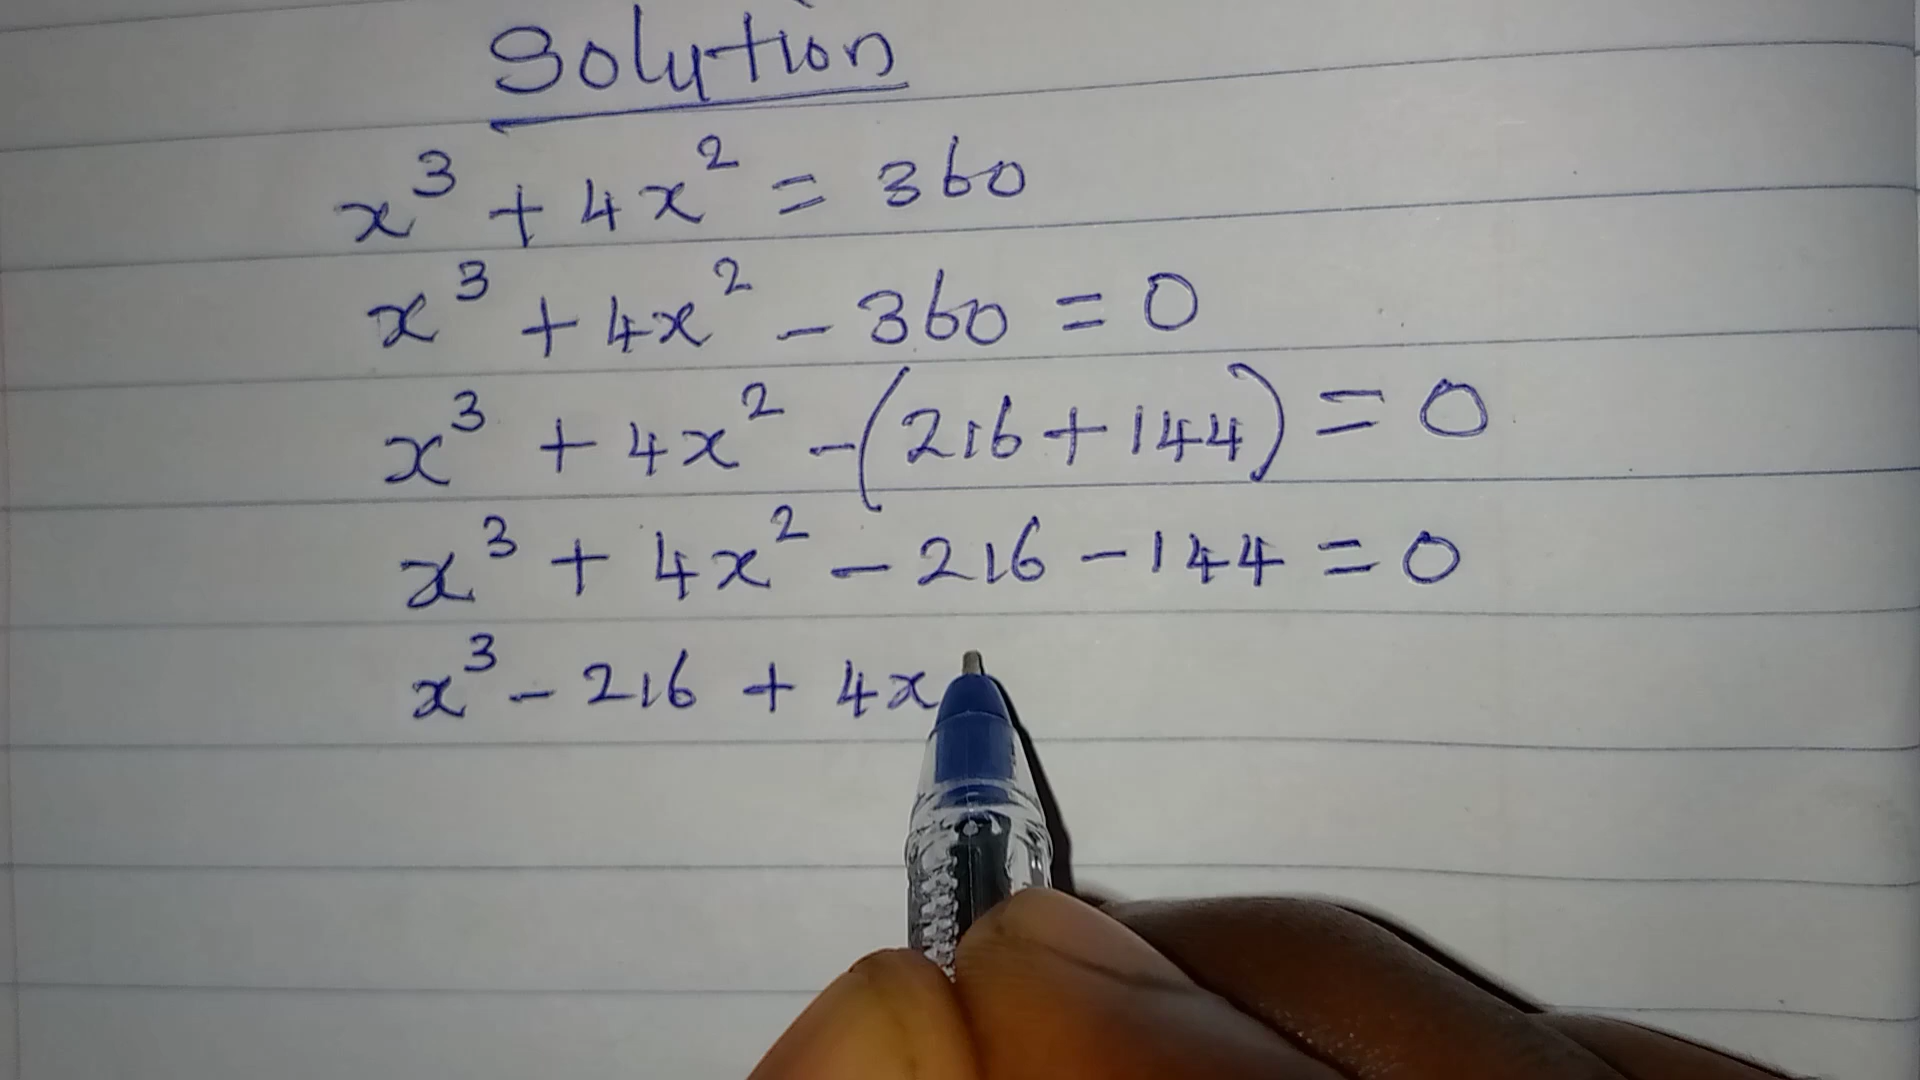 Solution
x³ + 4x² = 360
x³ + 4x² - 360 = 0
x³ + 4x² - (216 + 144) = 0
x³ + 4x² - 216 - 144 = 0
x³ - 216 + 4x